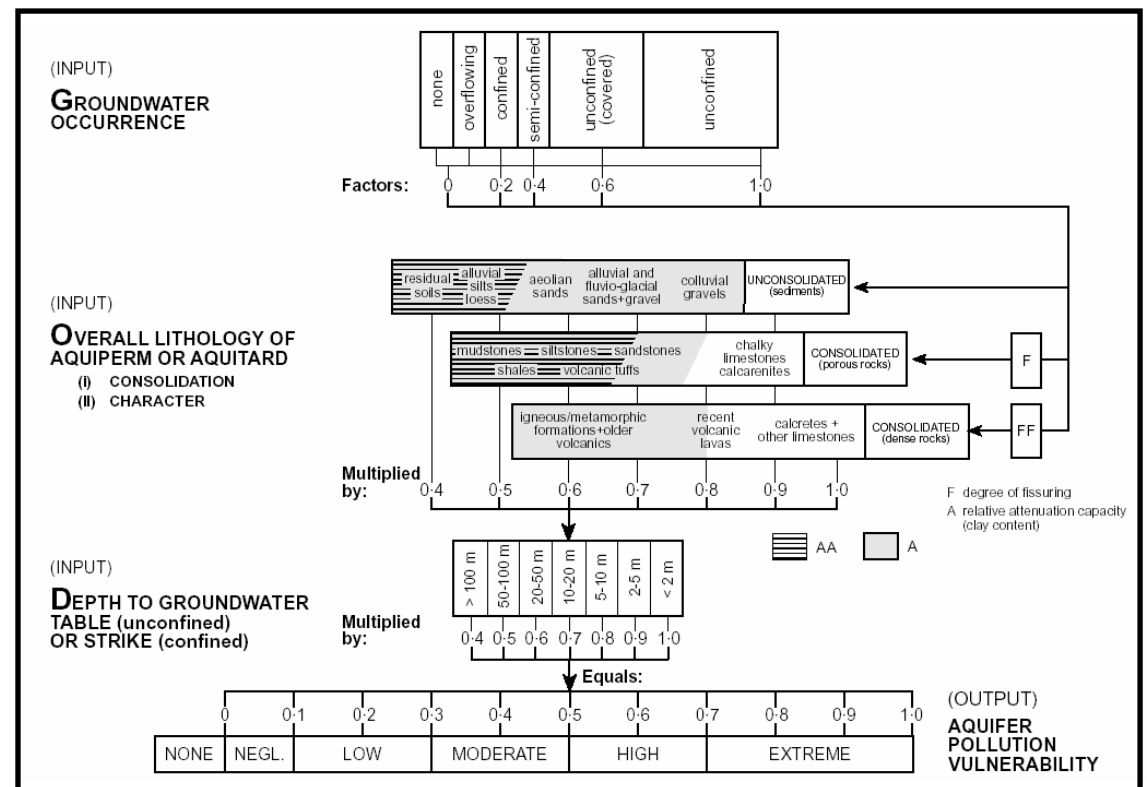 (INPUT)
GROUNDWATER
OCCURRENCE
none
overflowing
confined
semi-confined
unconfined
(covered)
unconfined
Factors: 0 0·2 0·4 0·6 1·0
(INPUT)
OVERALL LITHOLOGY OF
AQUIPERM OR AQUITARD
(i) CONSOLIDATION
(II) CHARACTER
residual
soils
alluvial
silts
loess
aeolian
sands
alluvial and
fluvio-glacial
sands+gravel
colluvial
gravels
UNCONSOLIDATED
(sediments)
mudstones siltstones sandstones
shales volcanic tuffs
chalky
limestones
calcarenites
CONSOLIDATED
(porous rocks)
F
igneous/metamorphic
formations+older
volcanics
recent
volcanic
lavas
calcretes +
other limestones
CONSOLIDATED
(dense rocks)
FF
Multiplied
by: 0·4 0·5 0·6 0·7 0·8 0·9 1·0
F degree of fissuring
A relative attenuation capacity
(clay content)
AA A
(INPUT)
DEPTH TO GROUNDWATER
TABLE (unconfined)
OR STRIKE (confined)
> 100 m
50-100 m
20-50 m
10-20 m
5-10 m
2-5 m
< 2 m
Multiplied
by: 0·4 0·5 0·6 0·7 0·8 0·9 1·0
Equals:
0 0·1 0·2 0·3 0·4 0·5 0·6 0·7 0·8 0·9 1·0
NONE NEGL. LOW MODERATE HIGH EXTREME
(OUTPUT)
AQUIFER
POLLUTION
VULNERABILITY